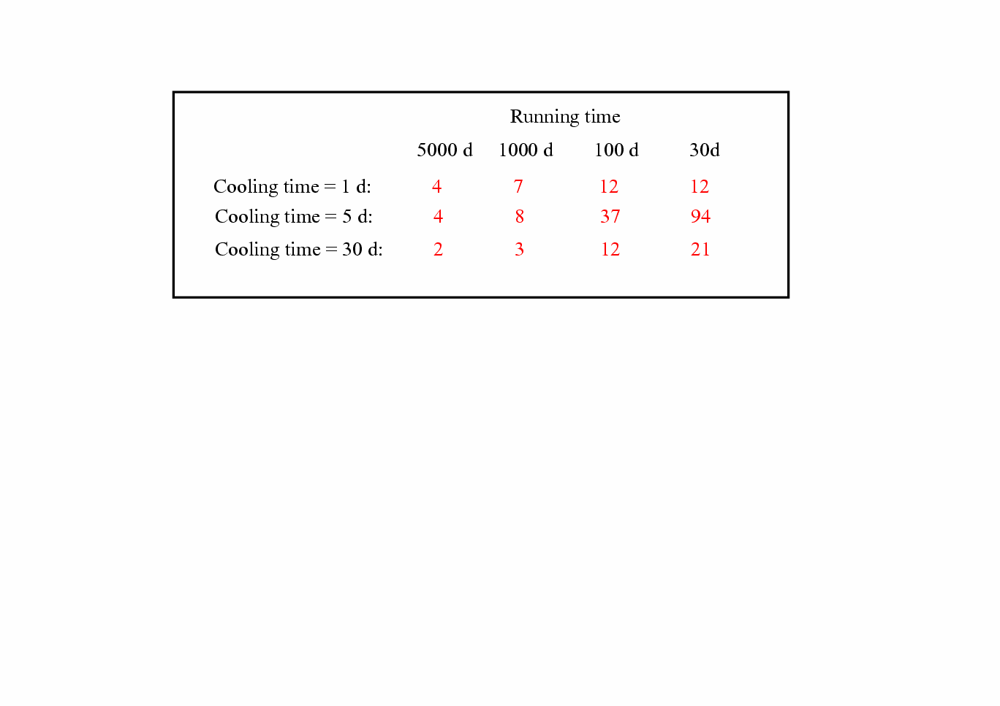 Running time
5000 d 1000 d 100 d 30d
Cooling time = 1 d: 4 7 12 12
Cooling time = 5 d: 4 8 37 94
Cooling time = 30 d: 2 3 12 21